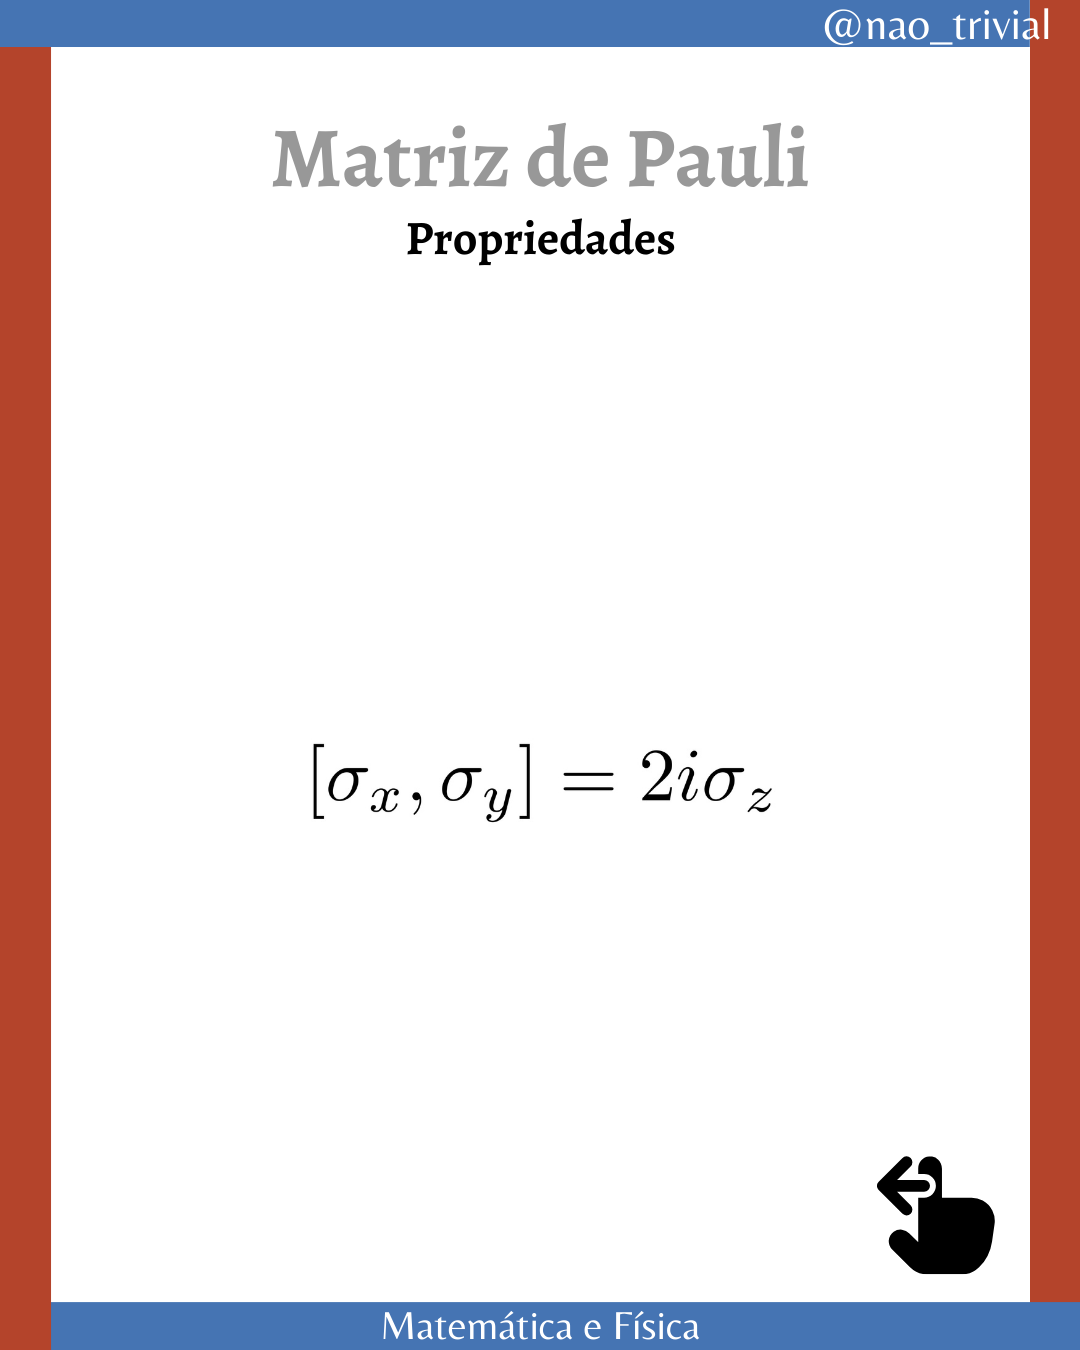 @nao_trivial
Matriz de Pauli
Propriedades
[σ_x, σ_y] = 2iσ_z
Matemática e Física